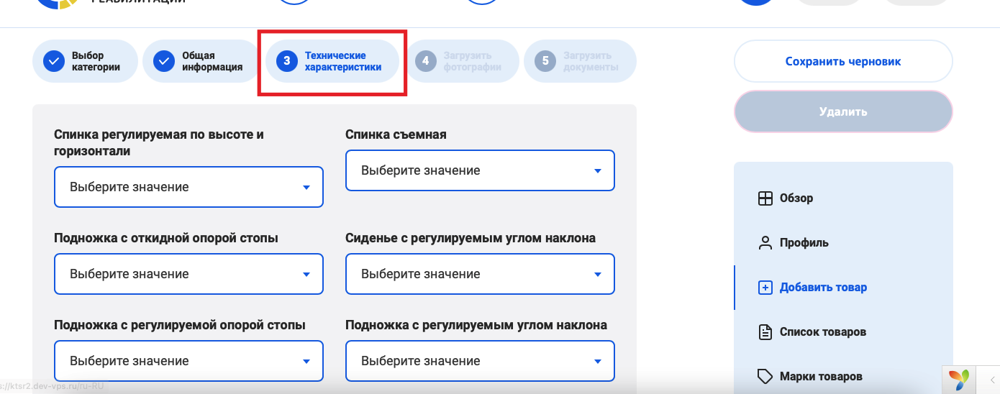 РЕАБИЛИТАЦИИ
Выбор
категории
Общая
информация
3
Технические
характеристики
4
Загрузить
фотографии
5
Загрузить
документы
Сохранить черновик
Удалить
Спинка регулируемая по высоте и
горизонтали
Выберите значение
Спинка съемная
Выберите значение
Подножка с откидной опорой стопы
Выберите значение
Сиденье с регулируемым углом наклона
Выберите значение
Подножка с регулируемой опорой стопы
Выберите значение
Подножка с регулируемым углом наклона
Выберите значение
Обзор
Профиль
Добавить товар
Список товаров
Марки товаров
s://ktsr2.dev-vps.ru/ru-RU